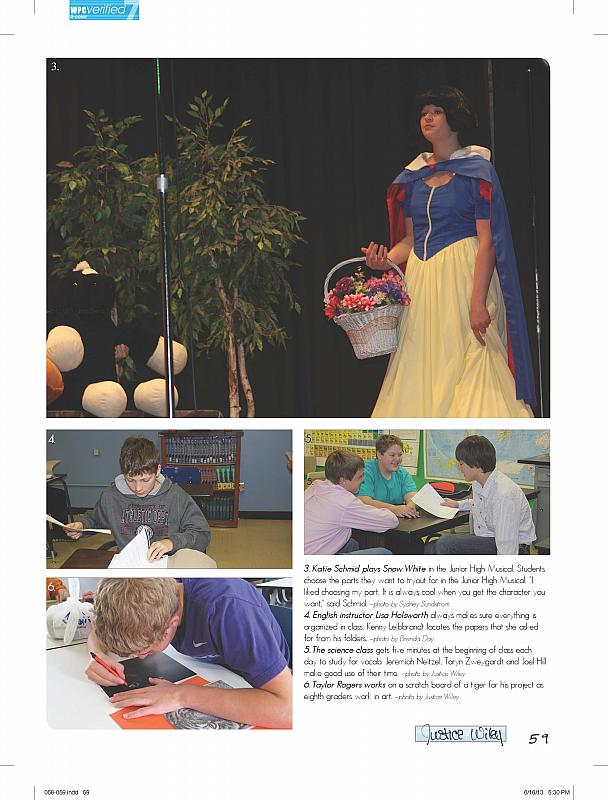 WPC verified 7
4-color
3.
4.
5.
ATHLETIC DEPT
6.
3. Katie Schmid plays Snow White in the Junior High Musical. Students
choose the parts they want to tryout for in the Junior High Musical. "I
liked choosing my part. It is always cool when you get the character you
want," said Schmid. -photo by Sydney Sundstrom
4. English instructor Lisa Holsworth always makes sure everything is
organized in class. Kenny Leibbrandt locates the papers that she asked
for from his folders. -photo by Brenda Day
5. The science class gets five minutes at the beginning of class each
day to study for vocab. Jeremiah Neitzel, Taryn Zweygardt and Joel Hill
make good use of their time. -photo by Justice Wiley
6. Taylor Rogers works on a scratch board of a tiger for his project as
eighth graders work in art. -photo by Justice Wiley
Justice Wiley 59
058-059.indd 59 6/16/13 5:30 PM